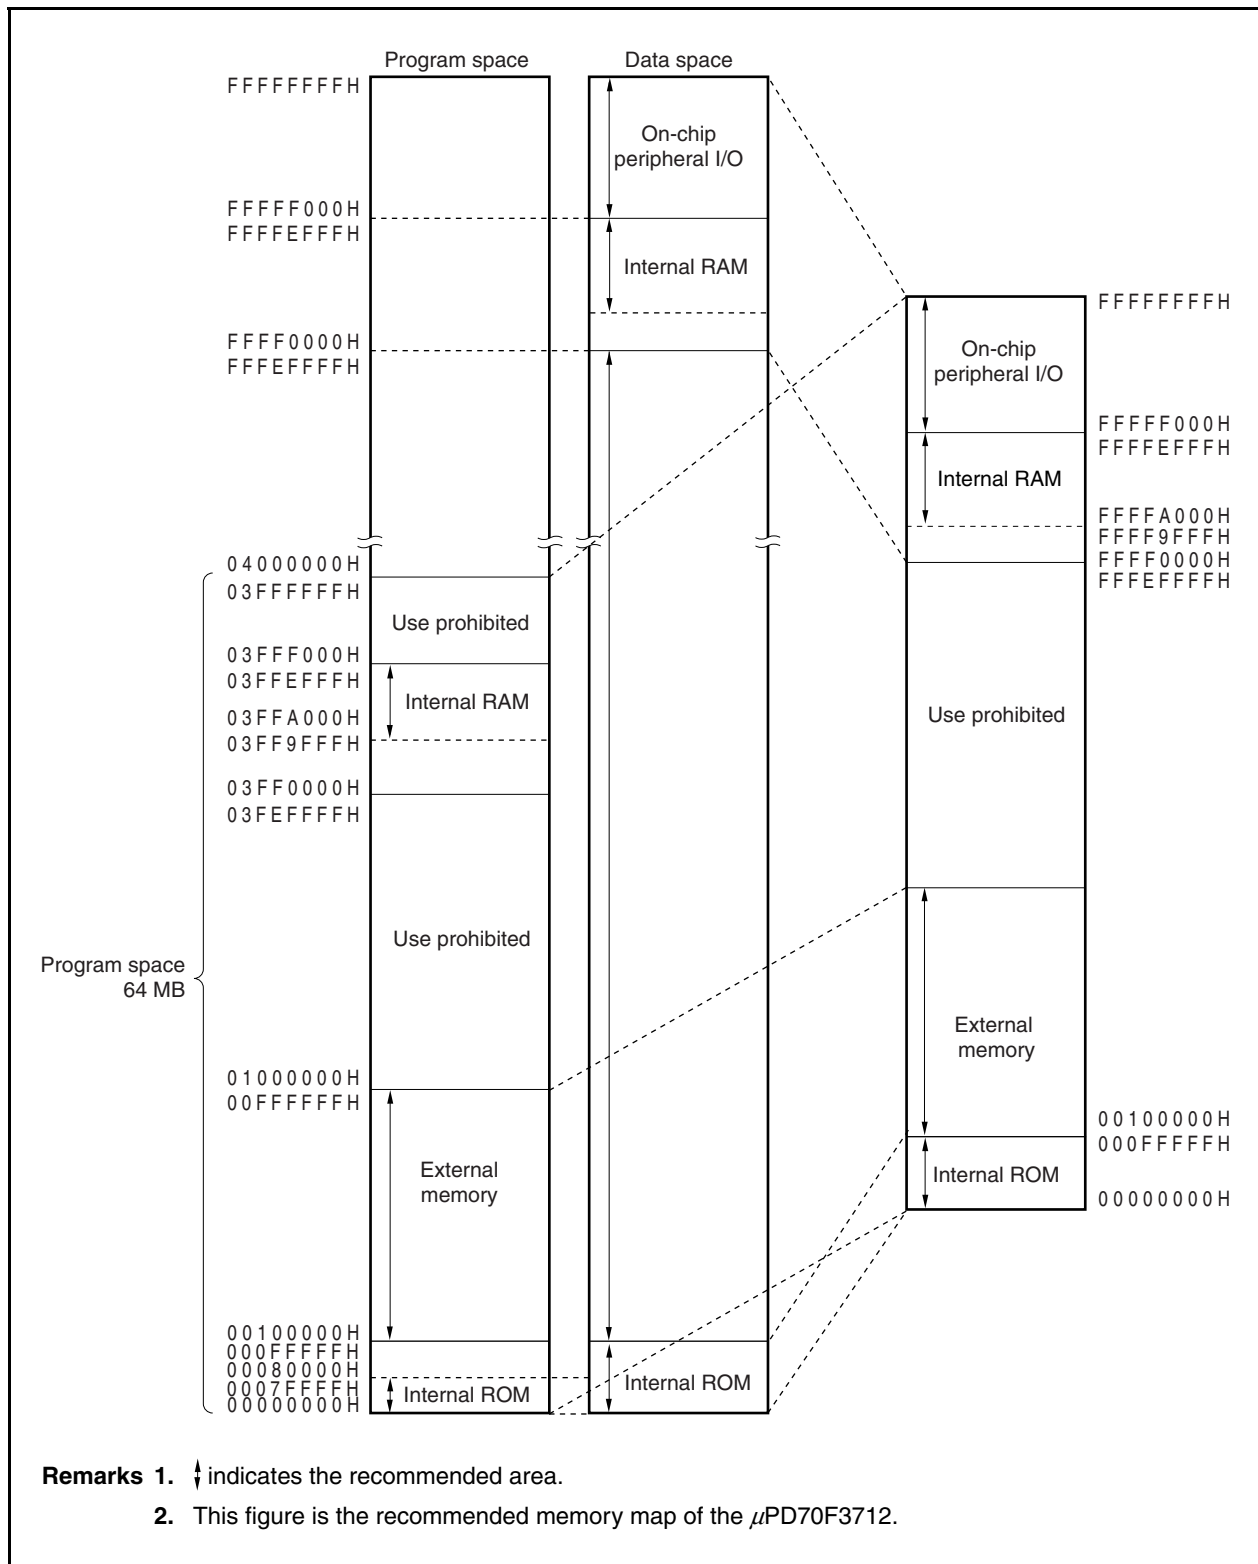 Program space
Data space
FFFFFFFFH
On-chip
peripheral I/O
FFFFF000H
FFFFEFFFH
Internal RAM
FFFF0000H
FFFEFFFFH
04000000H
03FFFFFFH
Use prohibited
03FFF000H
03FFEFFFH
Internal RAM
03FFA000H
03FF9FFFH
03FF0000H
03FEFFFFH
Use prohibited
Program space
64 MB
01000000H
00FFFFFFH
External
memory
00100000H
000FFFFFH
00080000H
0007FFFFH
00000000H
Internal ROM
Internal ROM
FFFFFFFFH
On-chip
peripheral I/O
FFFFF000H
FFFFEFFFH
Internal RAM
FFFFA000H
FFFF9FFFH
FFFF0000H
FFFEFFFFH
Use prohibited
External
memory
00100000H
000FFFFFH
Internal ROM
00000000H
Remarks 1. ↕ indicates the recommended area.
2. This figure is the recommended memory map of the μPD70F3712.